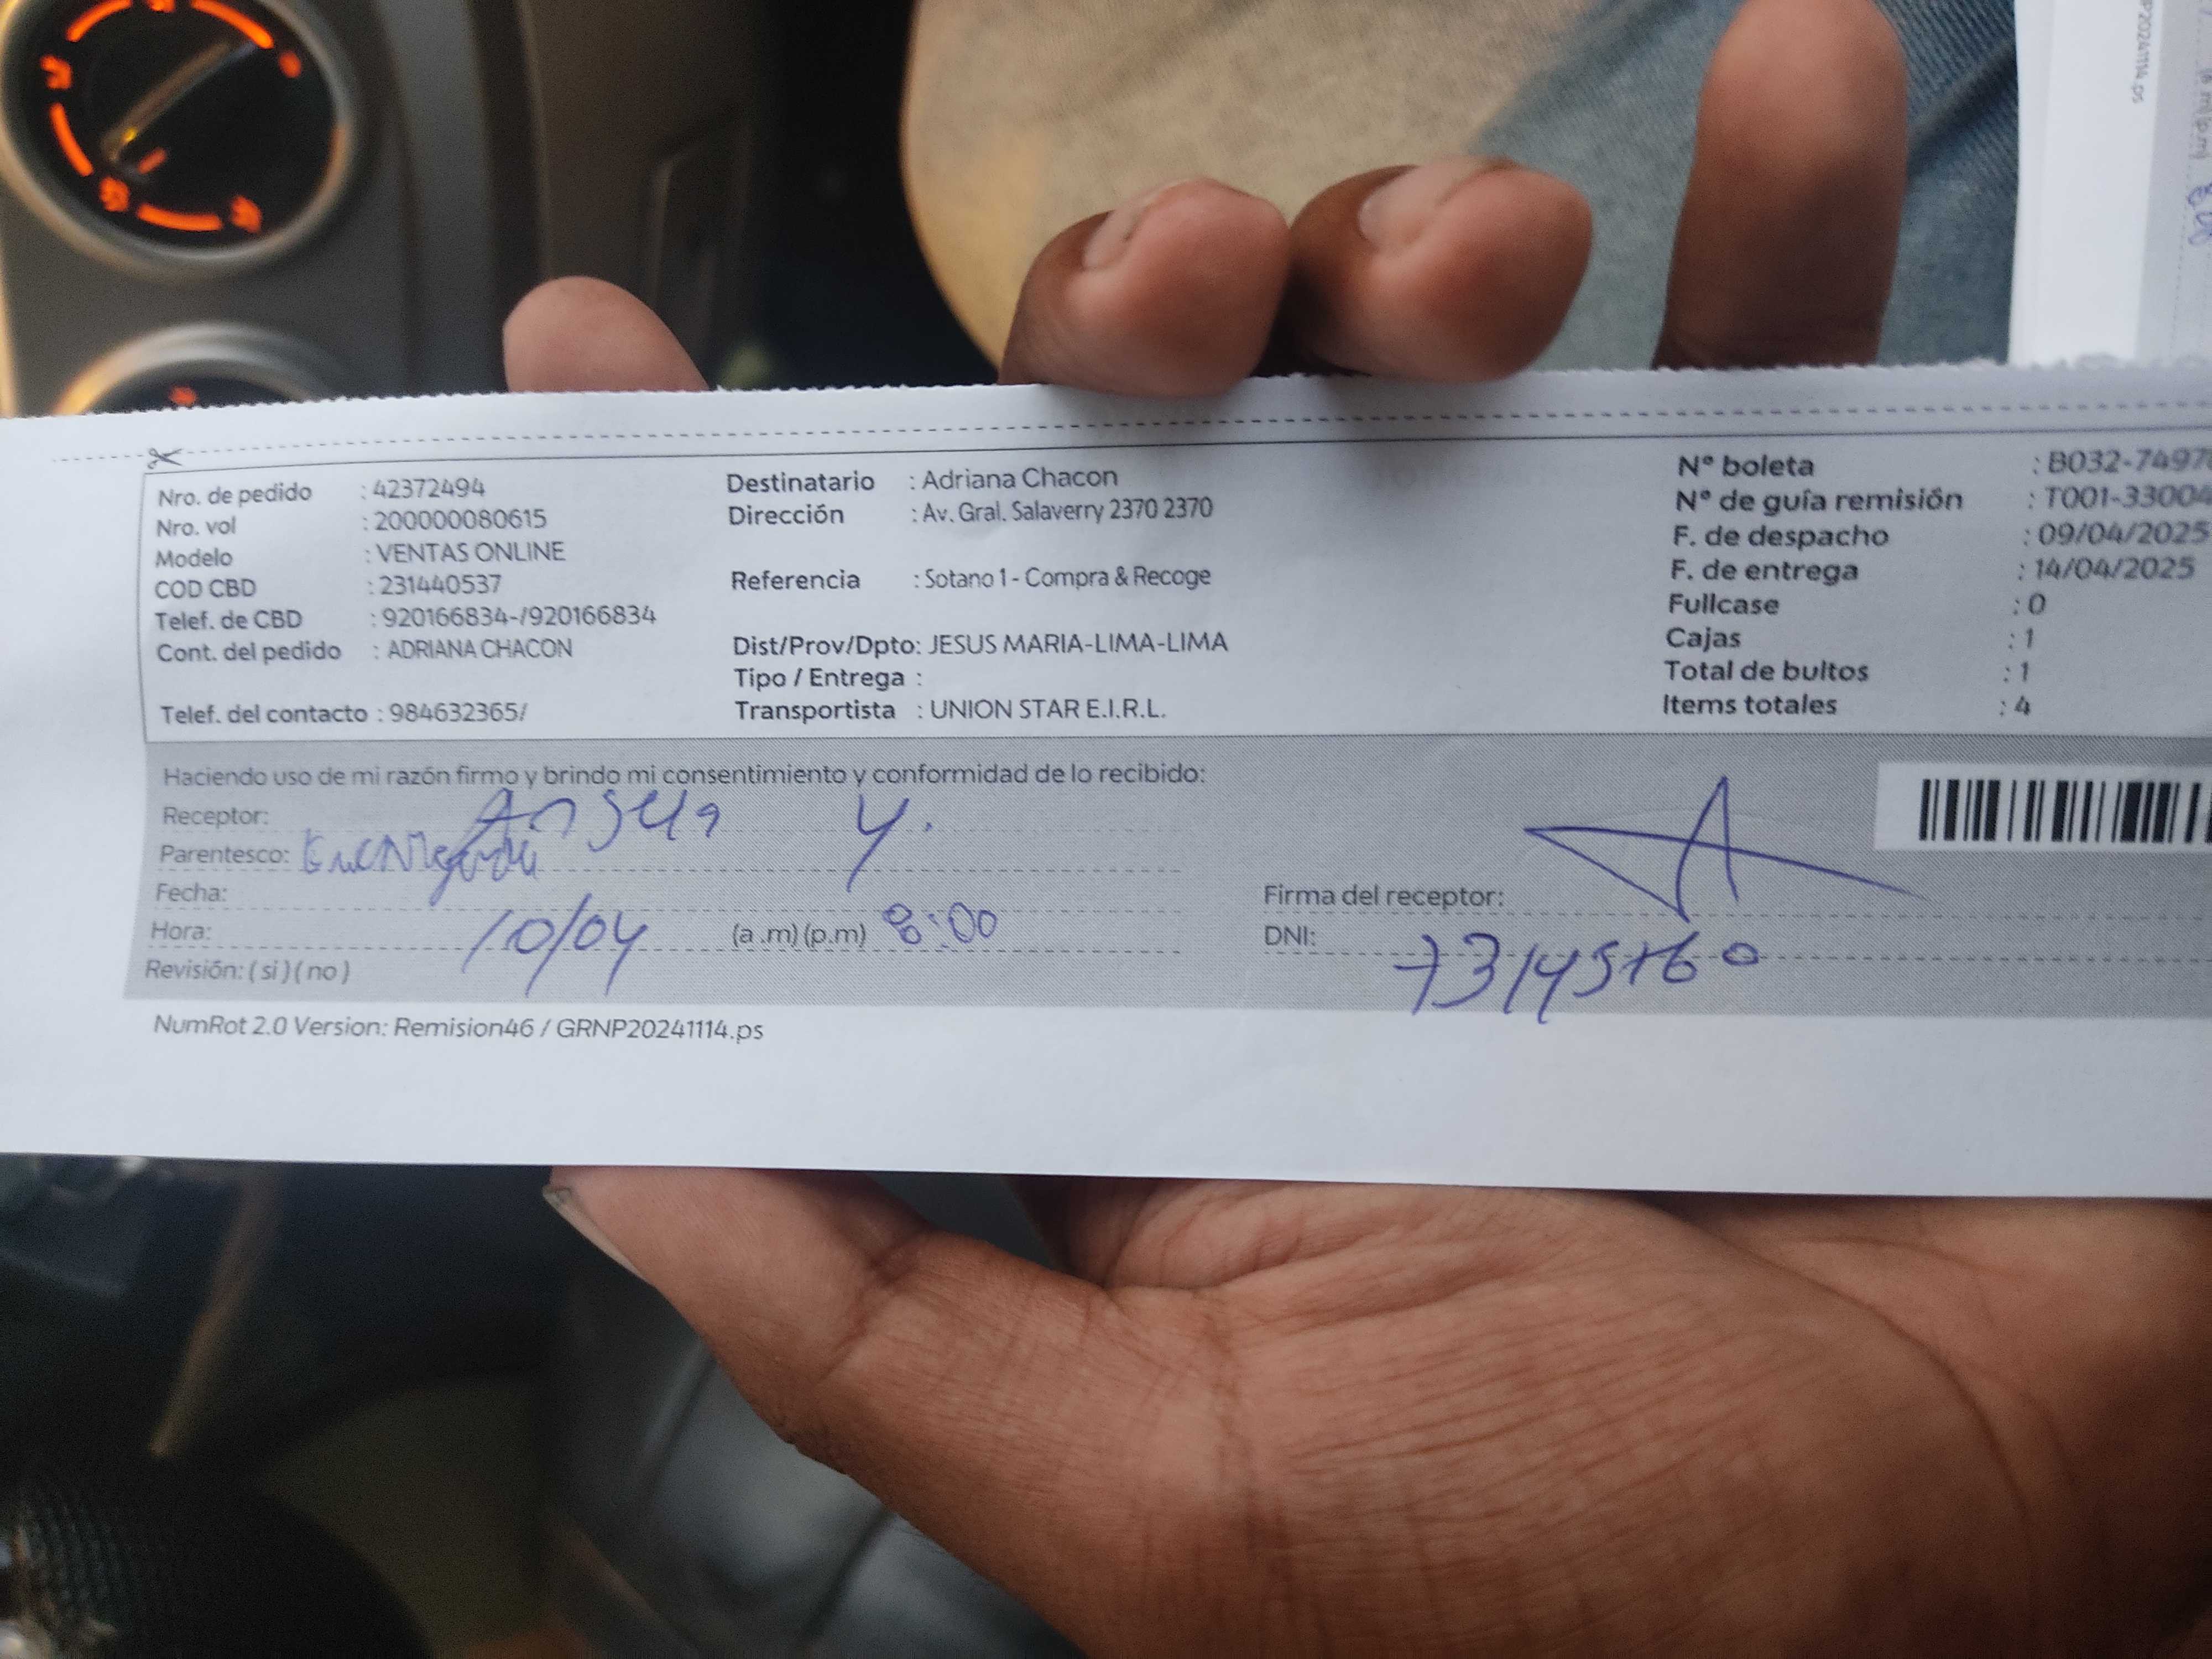 Nro. de pedido : 42372494
Nro. vol : 200000080615
Modelo : VENTAS ONLINE
COD CBD : 231440537
Telef. de CBD : 920166834-/920166834
Cont. del pedido : ADRIANA CHACON
Telef. del contacto : 984632365/
Destinatario : Adriana Chacon
Dirección : Av. Gral. Salaverry 2370 2370
Referencia : Sotano 1 - Compra & Recoge
Dist/Prov/Dpto: JESUS MARIA-LIMA-LIMA
Tipo / Entrega :
Transportista : UNION STAR E.I.R.L.
N° boleta : B032-7497
N° de guía remisión : T001-33004
F. de despacho : 09/04/2025
F. de entrega : 14/04/2025
Fullcase : 0
Cajas : 1
Total de bultos : 1
Items totales : 4
Haciendo uso de mi razón firmo y brindo mi consentimiento y conformidad de lo recibido:
Receptor: Angela Y.
Parentesco:
Fecha:
Hora: 10/04 (a .m) (p.m) 8:00
Revisión: ( si ) ( no )
Firma del receptor:
DNI:
NumRot 2.0 Version: Remision46 / GRNP20241114.ps